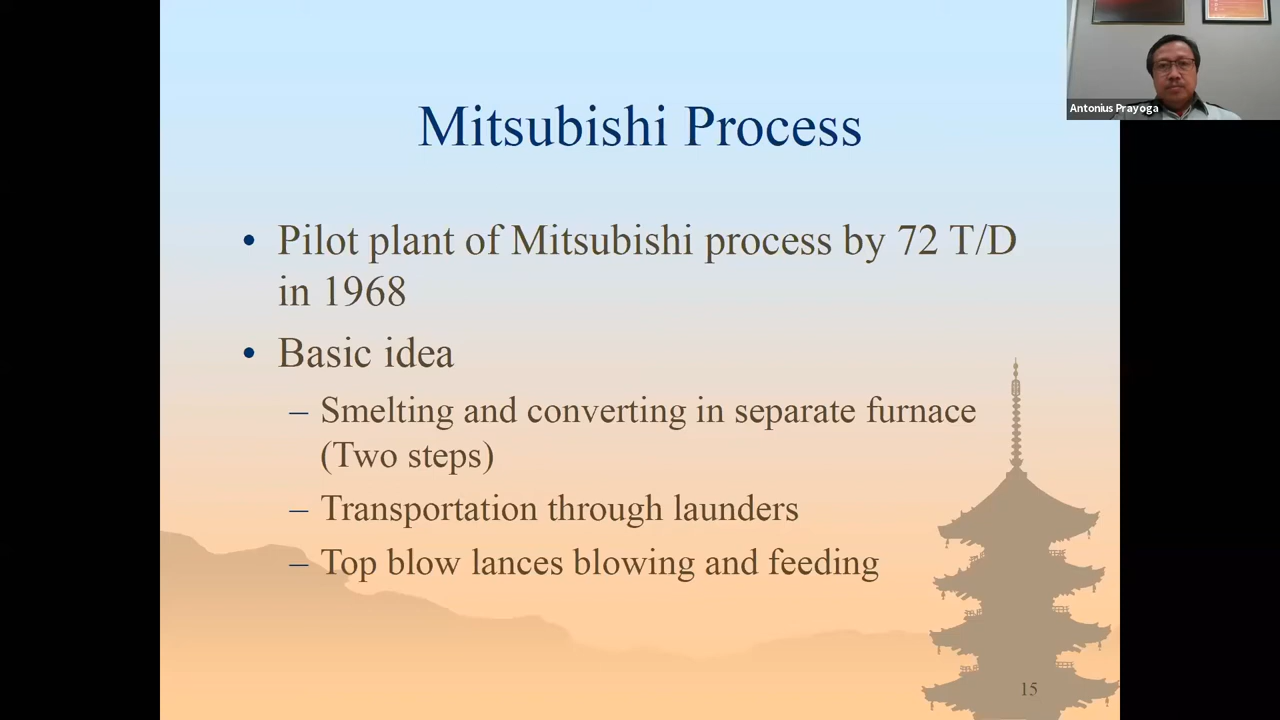 Antonius Prayoga
Mitsubishi Process
• Pilot plant of Mitsubishi process by 72 T/D
in 1968
• Basic idea
– Smelting and converting in separate furnace
(Two steps)
– Transportation through launders
– Top blow lances blowing and feeding
15